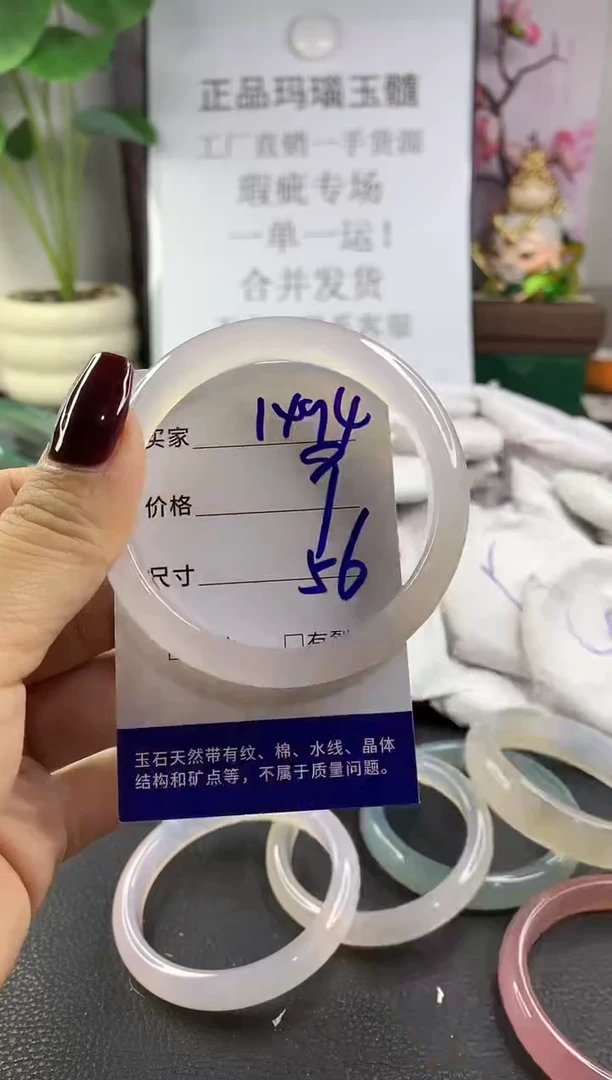 正品玛瑙玉髓
工厂直销一手货源
瑕疵专场
一单一运!
合并发货
买家 1494
价格
尺寸 56
玉石天然带有纹、棉、水线、晶体
结构和矿点等，不属于质量问题。